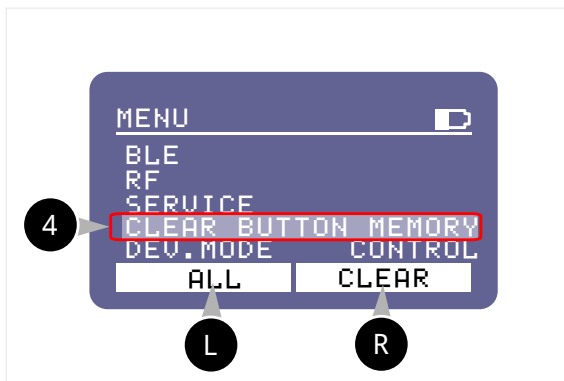 MENU
BLE
RF
SERVICE
4
CLEAR BUTTON MEMORY
DEV.MODE CONTROL
ALL CLEAR
L R